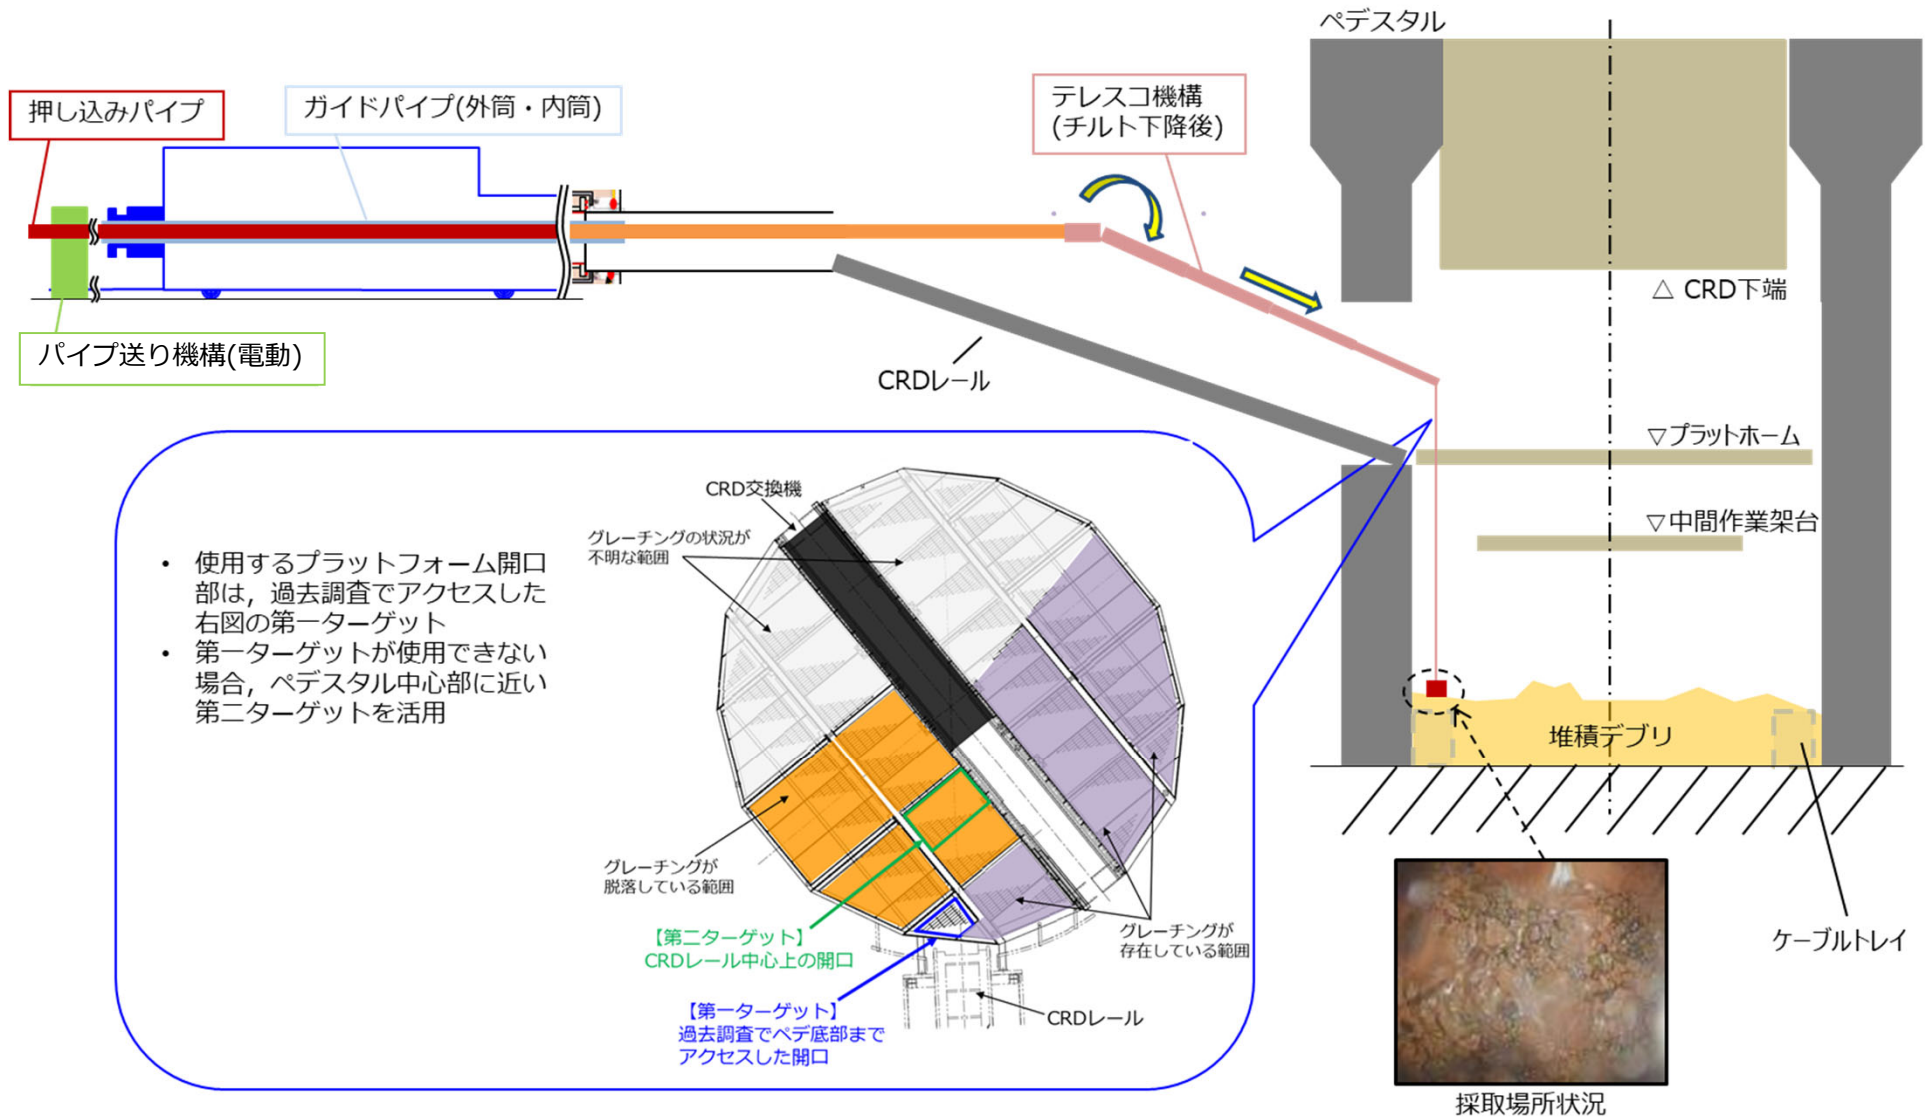 ペデスタル
押し込みパイプ
ガイドパイプ(外筒・内筒)
テレスコ機構
(チルト下降後)
△ CRD下端
パイプ送り機構(電動)
CRDレール
▽プラットホーム
▽中間作業架台
CRD交換機
グレーチングの状況が
不明な範囲
• 使用するプラットフォーム開口
部は，過去調査でアクセスした
右図の第一ターゲット
• 第一ターゲットが使用できない
場合，ペデスタル中心部に近い
第二ターゲットを活用
堆積デブリ
グレーチングが
脱落している範囲
【第二ターゲット】
CRDレール中心上の開口
グレーチングが
存在している範囲
ケーブルトレイ
【第一ターゲット】
過去調査でペデ底部まで
アクセスした開口
CRDレール
採取場所状況